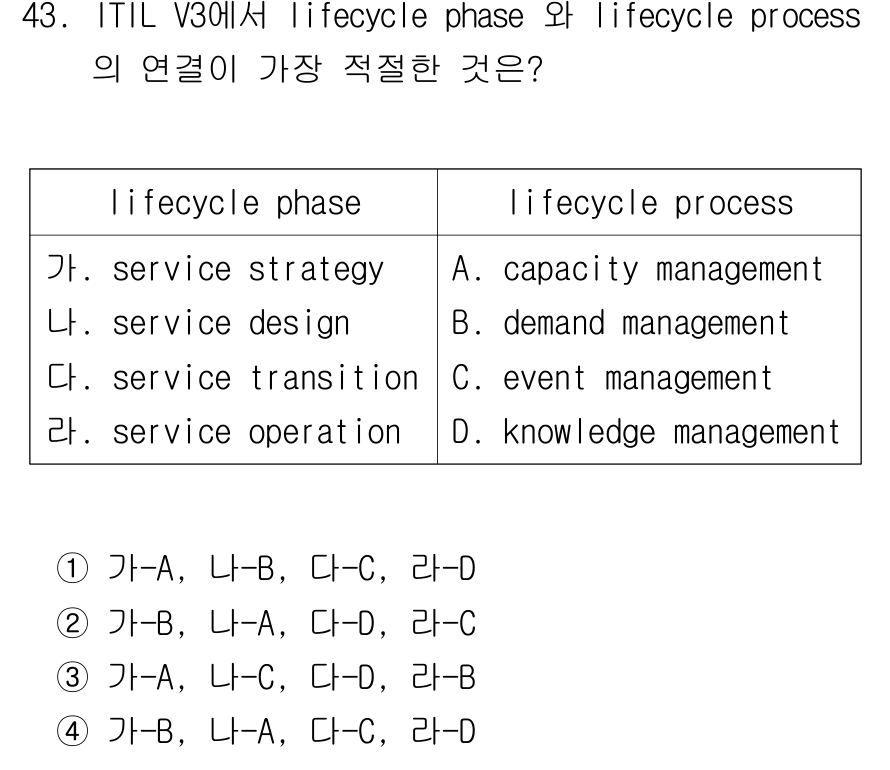 43. ITIL V3에서 lifecycle phase 와 lifecycle process
의 연결이 가장 적절한 것은?
lifecycle phase lifecycle process
가. service strategy A. capacity management
나. service design B. demand management
다. service transition C. event management
라. service operation D. knowledge management
① 가-A, 나-B, 다-C, 라-D
② 가-B, 나-A, 다-D, 라-C
③ 가-A, 나-C, 다-D, 라-B
④ 가-B, 나-A, 다-C, 라-D